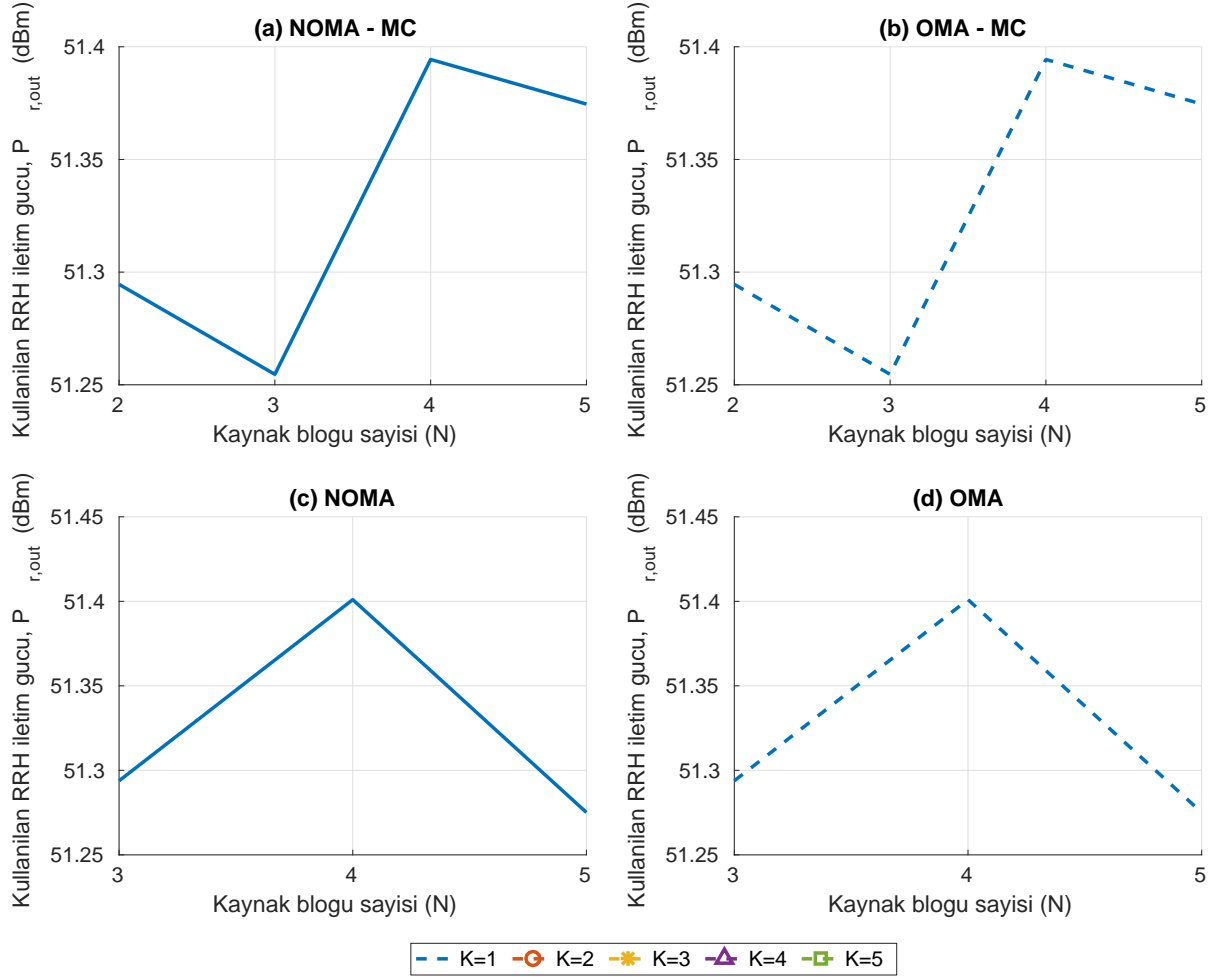 (a) NOMA - MC
51.4
51.35
51.3
51.25
2 3 4 5
Kaynak blogu sayisi (N)
Kullanilan RRH iletim gucu, P r,out (dBm)
(b) OMA - MC
51.4
51.35
51.3
51.25
2 3 4 5
Kaynak blogu sayisi (N)
Kullanilan RRH iletim gucu, P r,out (dBm)
(c) NOMA
51.45
51.4
51.35
51.3
51.25
3 4 5
Kaynak blogu sayisi (N)
Kullanilan RRH iletim gucu, P r,out (dBm)
(d) OMA
51.45
51.4
51.35
51.3
51.25
3 4 5
Kaynak blogu sayisi (N)
Kullanilan RRH iletim gucu, P r,out (dBm)
K=1 K=2 K=3 K=4 K=5